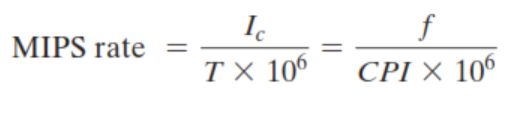 MIPS rate = I_c / (T × 10^6) = f / (CPI × 10^6)